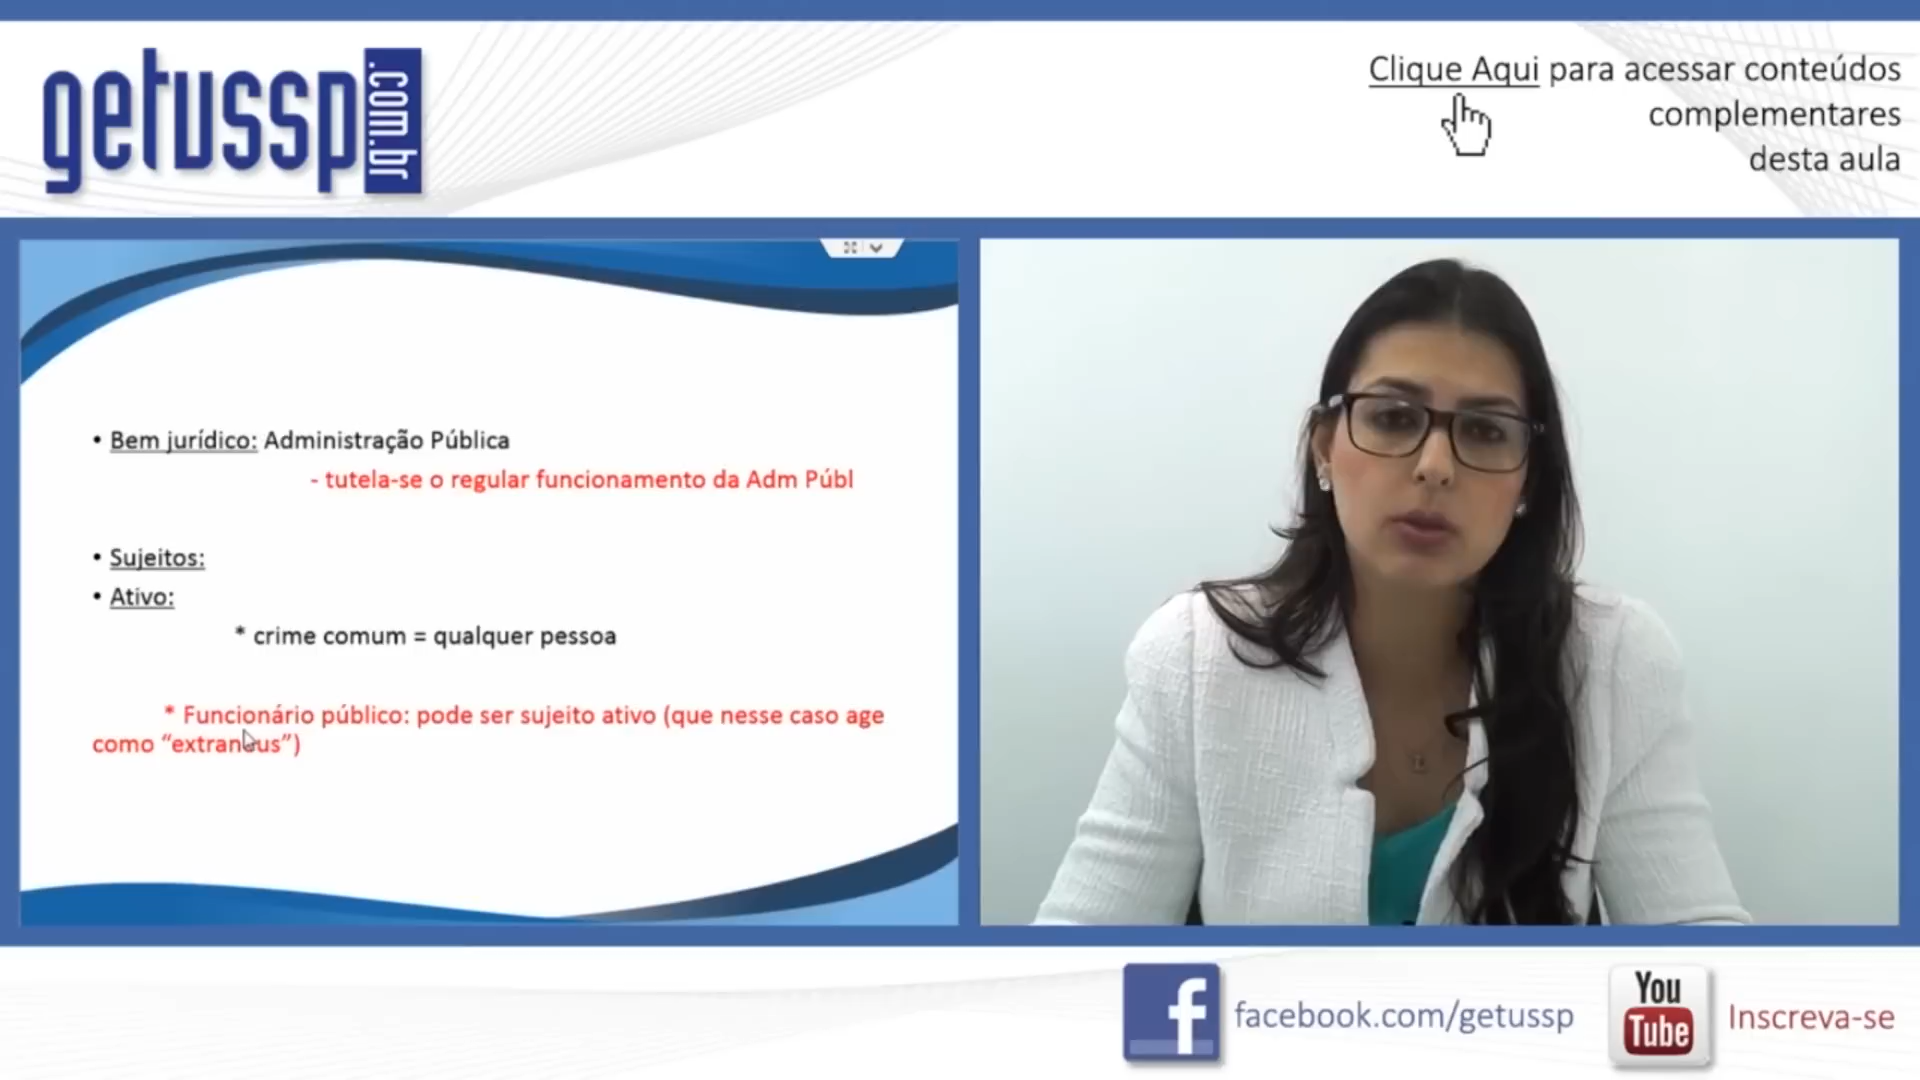 getussp.com.br
Clique Aqui para acessar conteúdos
complementares
desta aula
• Bem jurídico: Administração Pública
- tutela-se o regular funcionamento da Adm Públ
• Sujeitos:
• Ativo:
* crime comum = qualquer pessoa
* Funcionário público: pode ser sujeito ativo (que nesse caso age
como “extraneus”)
f facebook.com/getussp
You
Tube
Inscreva-se